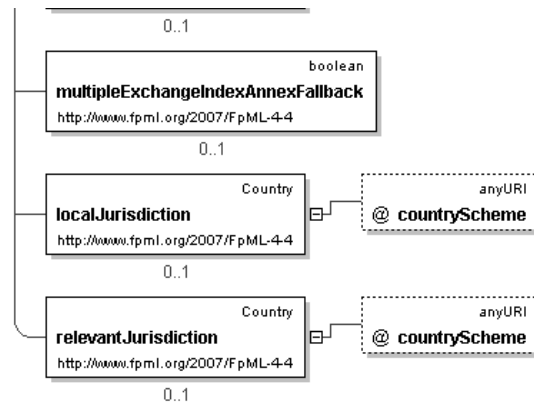 0..1
boolean
multipleExchangeIndexAnnexFallback
http://www.fpml.org/2007/FpML-4-4
0..1
Country
localJurisdiction
http://www.fpml.org/2007/FpML-4-4
0..1
anyURI
@ countryScheme
Country
relevantJurisdiction
http://www.fpml.org/2007/FpML-4-4
0..1
anyURI
@ countryScheme